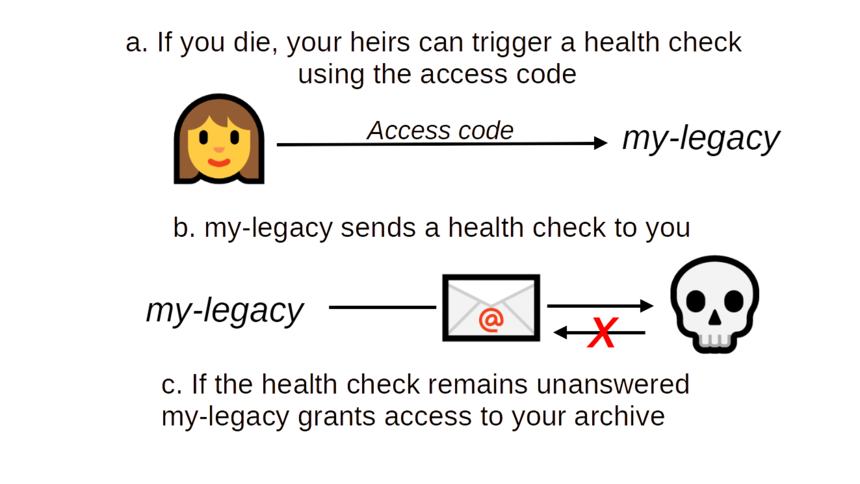 a. If you die, your heirs can trigger a health check
using the access code
Access code
my-legacy
b. my-legacy sends a health check to you
my-legacy
@
X
c. If the health check remains unanswered
my-legacy grants access to your archive